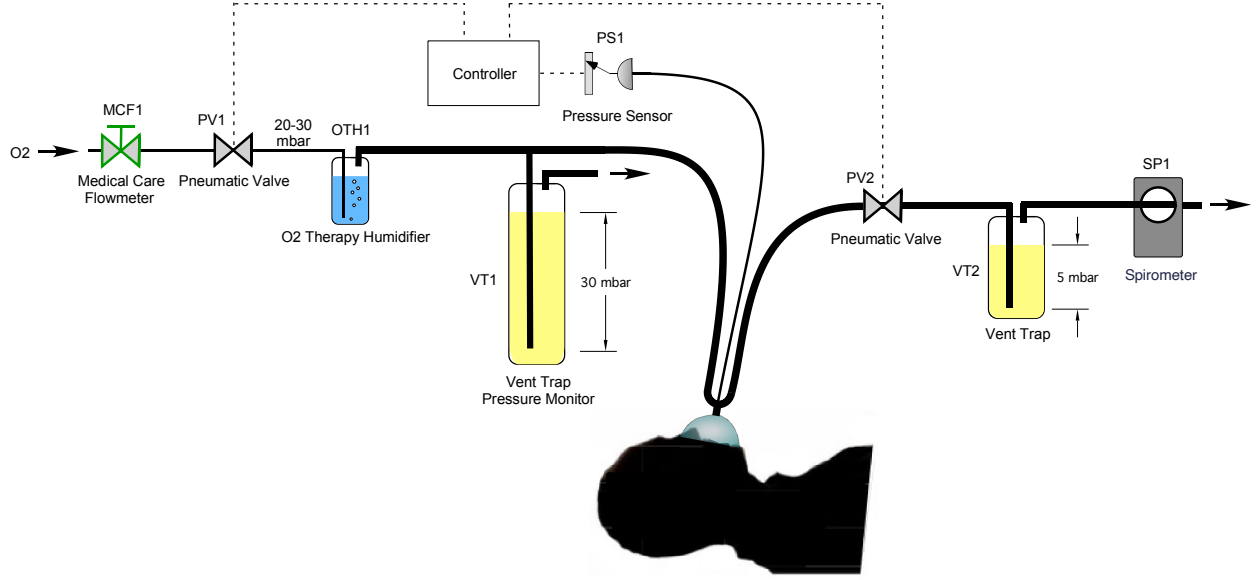 PS1
Controller
Pressure Sensor
MCF1
PV1
20-30
mbar
OTH1
O2
Medical Care
Flowmeter
Pneumatic Valve
O2 Therapy Humidifier
VT1
30 mbar
Vent Trap
Pressure Monitor
PV2
Pneumatic Valve
VT2
5 mbar
Vent Trap
SP1
Spirometer